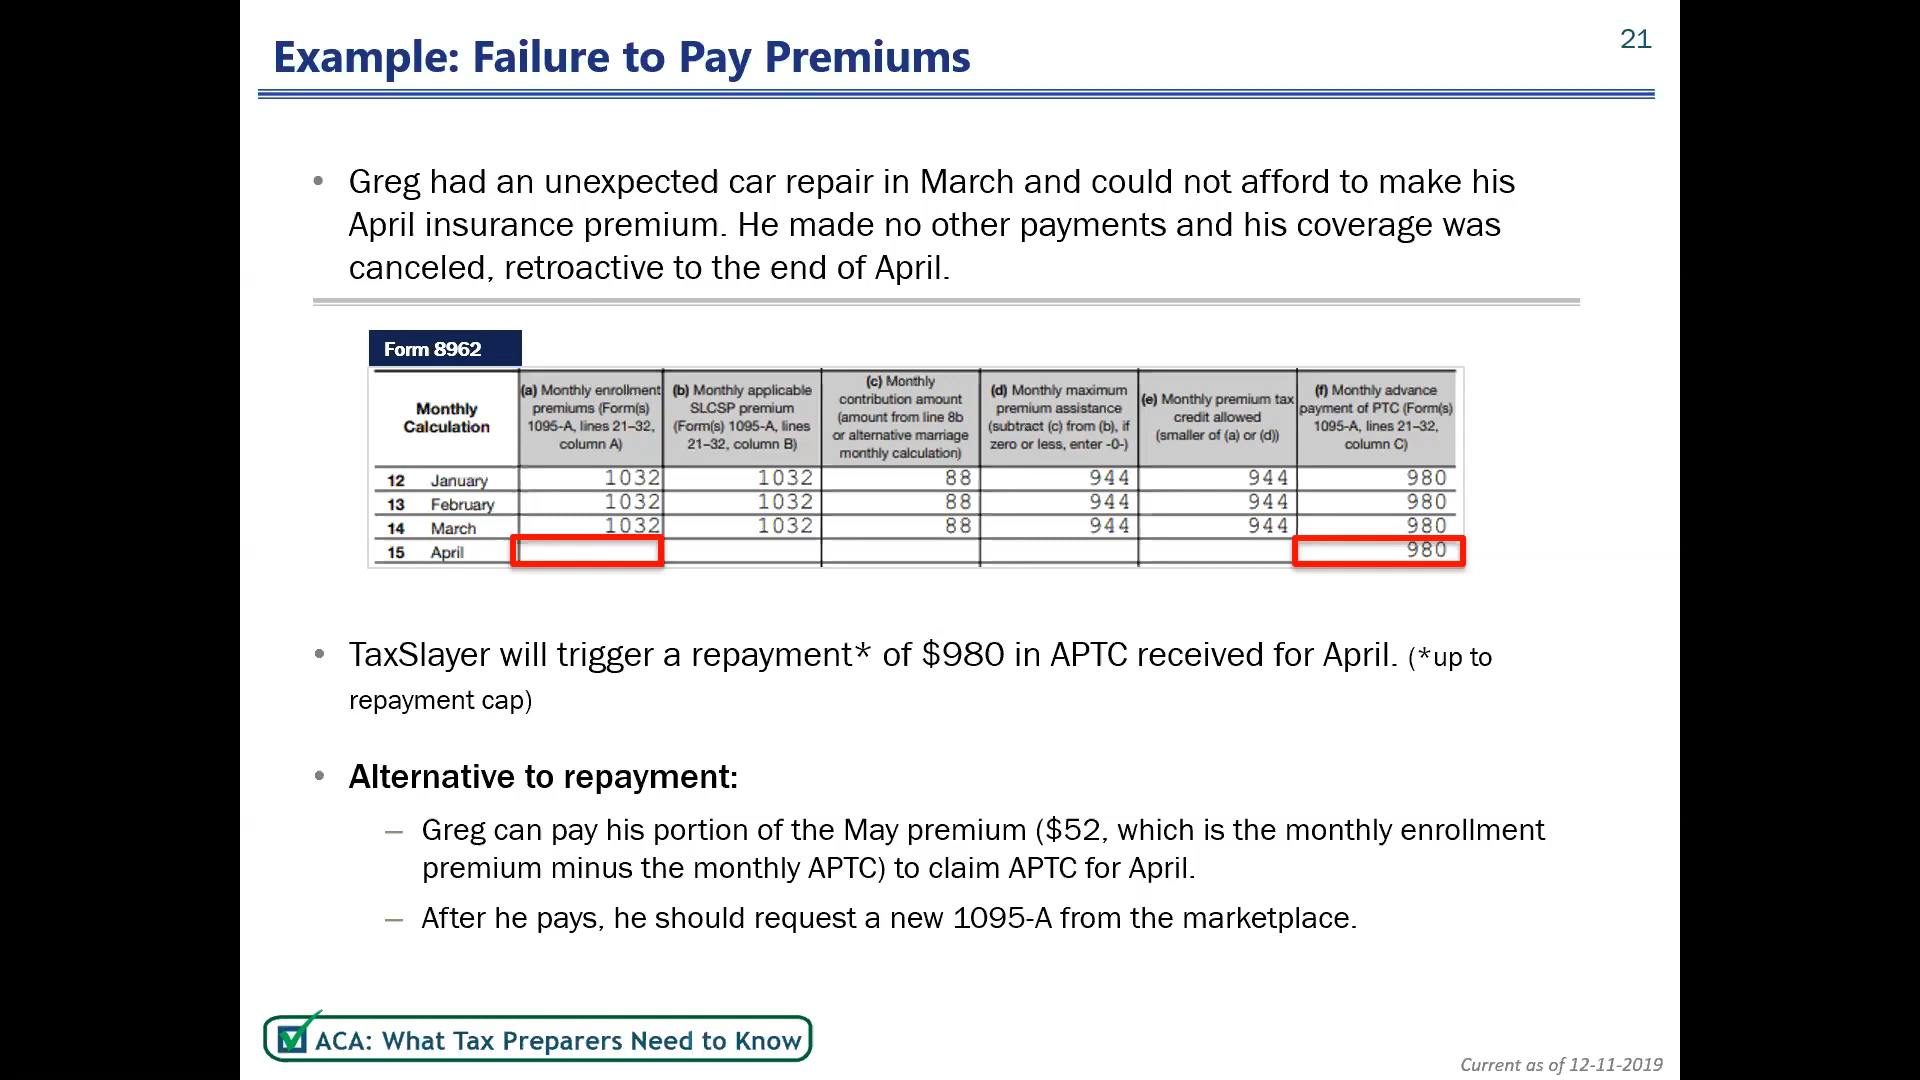 Example: Failure to Pay Premiums
21
• Greg had an unexpected car repair in March and could not afford to make his
April insurance premium. He made no other payments and his coverage was
canceled, retroactive to the end of April.
Form 8962
Monthly
Calculation
(a) Monthly enrollment
premiums (Form(s)
1095-A, lines 21–32,
column A)
(b) Monthly applicable
SLCSP premium
(Form(s) 1095-A, lines
21–32, column B)
(c) Monthly
contribution amount
(amount from line 8b
or alternative marriage
monthly calculation)
(d) Monthly maximum
premium assistance
(subtract (c) from (b), if
zero or less, enter -0-)
(e) Monthly premium tax
credit allowed
(smaller of (a) or (d))
(f) Monthly advance
payment of PTC (Form(s)
1095-A, lines 21–32,
column C)
12 January 1032 1032 88 944 944 980
13 February 1032 1032 88 944 944 980
14 March 1032 1032 88 944 944 980
15 April 980
• TaxSlayer will trigger a repayment* of $980 in APTC received for April. (*up to
repayment cap)
• Alternative to repayment:
– Greg can pay his portion of the May premium ($52, which is the monthly enrollment
premium minus the monthly APTC) to claim APTC for April.
– After he pays, he should request a new 1095-A from the marketplace.
ACA: What Tax Preparers Need to Know
Current as of 12-11-2019